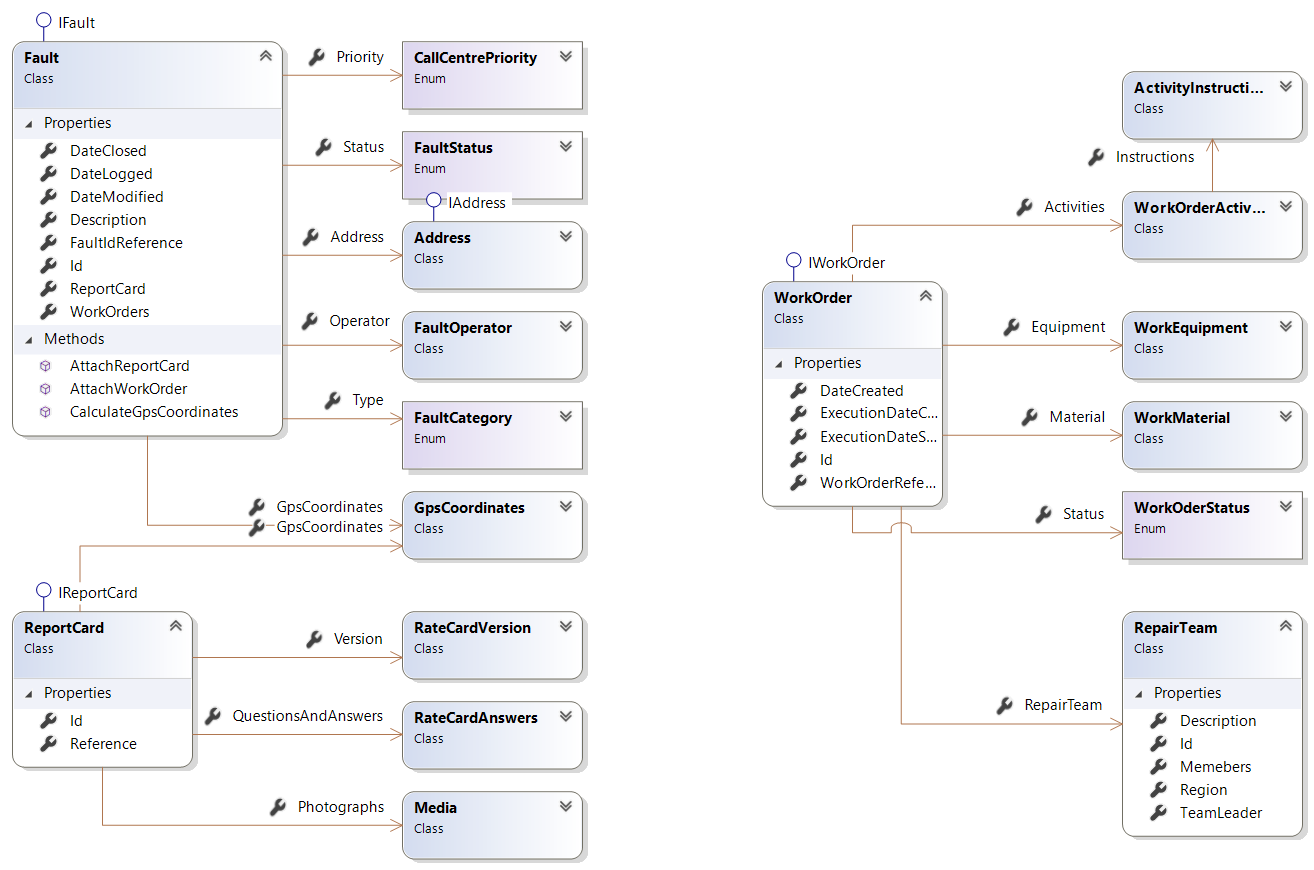 IFault
Fault
Class
Properties
DateClosed
DateLogged
DateModified
Description
FaultIdReference
Id
ReportCard
WorkOrders
Methods
AttachReportCard
AttachWorkOrder
CalculateGpsCoordinates
Priority
CallCentrePriority
Enum
Status
FaultStatus
Enum
IAddress
Address
Address
Class
Operator
FaultOperator
Class
Type
FaultCategory
Enum
GpsCoordinates
GpsCoordinates
GpsCoordinates
Class
IReportCard
ReportCard
Class
Properties
Id
Reference
Version
RateCardVersion
Class
QuestionsAndAnswers
RateCardAnswers
Class
Photographs
Media
Class
ActivityInstructi...
Class
Instructions
Activities
WorkOrderActiv...
Class
IWorkOrder
WorkOrder
Class
Properties
DateCreated
ExecutionDateC...
ExecutionDateS...
Id
WorkOrderRefe...
Equipment
WorkEquipment
Class
Material
WorkMaterial
Class
Status
WorkOderStatus
Enum
RepairTeam
RepairTeam
Class
Properties
Description
Id
Memebers
Region
TeamLeader